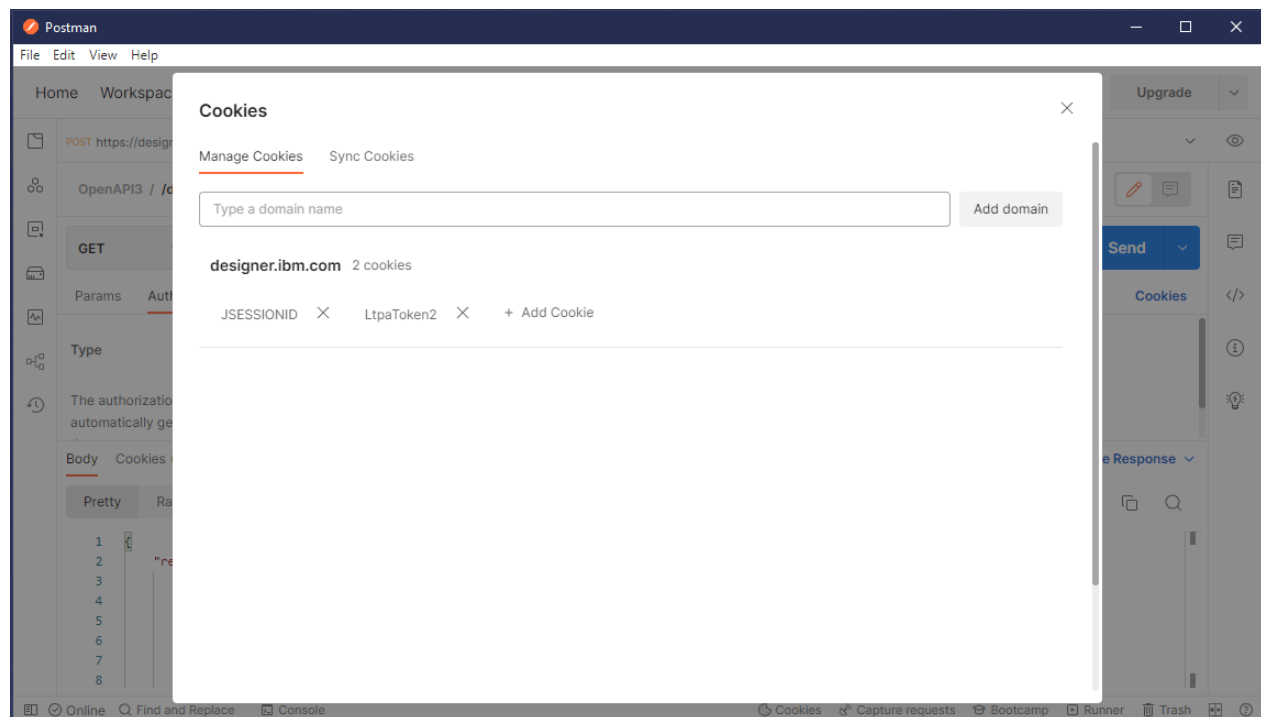 Postman
File Edit View Help
Home Workspac
Upgrade
Cookies
Manage Cookies Sync Cookies
POST https://design
OpenAPI3 / /d
Type a domain name Add domain
GET
Send
designer.ibm.com 2 cookies
Params Auth
Cookies
JSESSIONID LtpaToken2 + Add Cookie
Type
The authorizatio
automatically ge
Body Cookies
e Response
Pretty Ra
1 {
2 "re
3
4
5
6
7
8
Online Find and Replace Console Cookies Capture requests Bootcamp Runner Trash